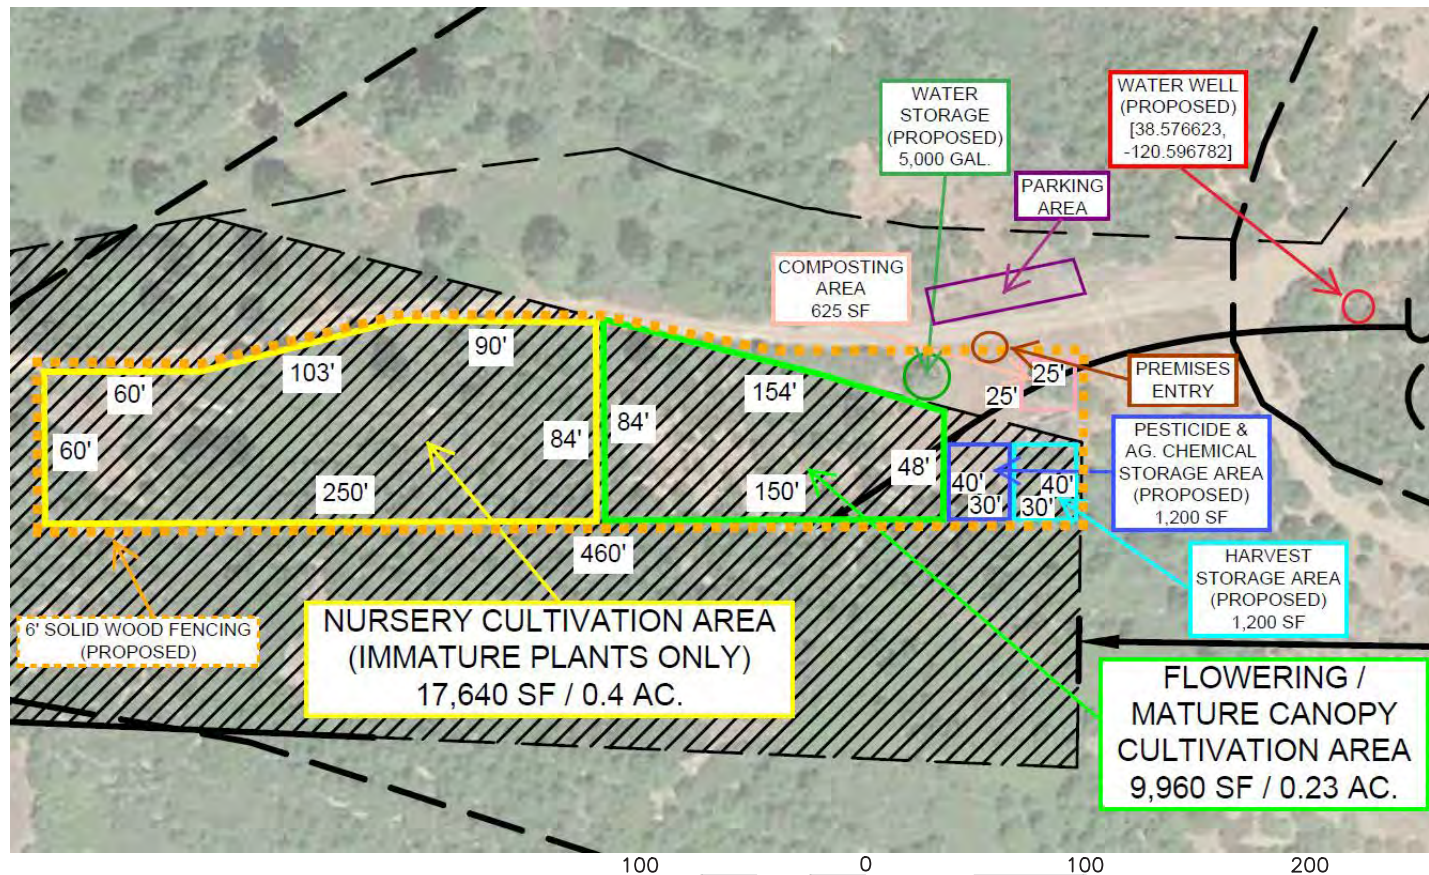 WATER
STORAGE
(PROPOSED)
5,000 GAL.
WATER WELL
(PROPOSED)
[38.576623,
-120.596782]
PARKING
AREA
COMPOSTING
AREA
625 SF
90'
103'
60'
60'
84'
84'
154'
250'
150'
48'
25'
25'
PREMISES
ENTRY
PESTICIDE &
AG. CHEMICAL
STORAGE AREA
(PROPOSED)
1,200 SF
40'
30'
40'
30'
460'
HARVEST
STORAGE AREA
(PROPOSED)
1,200 SF
6' SOLID WOOD FENCING
(PROPOSED)
NURSERY CULTIVATION AREA
(IMMATURE PLANTS ONLY)
17,640 SF / 0.4 AC.
FLOWERING /
MATURE CANOPY
CULTIVATION AREA
9,960 SF / 0.23 AC.
100 0 100 200